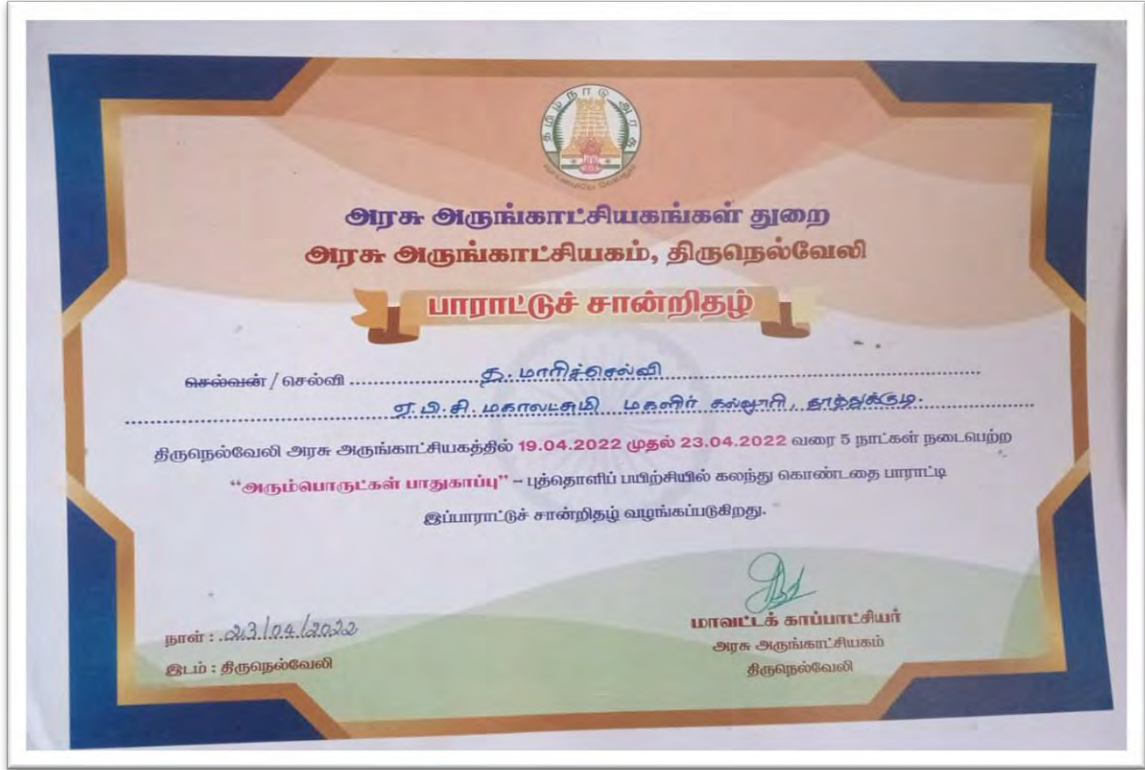 தமிழ்நாடு அரசு
வாய்மையே வெல்லும்
அரசு அருங்காட்சியகங்கள் துறை
அரசு அருங்காட்சியகம், திருநெல்வேலி
பாராட்டுச் சான்றிதழ்
செல்வன் / செல்வி த. மாரிச்செல்வி
ஏ. பி. சி. மகாலட்சுமி மகளிர் கல்லூரி, தூத்துக்குடி.
திருநெல்வேலி அரசு அருங்காட்சியகத்தில் 19.04.2022 முதல் 23.04.2022 வரை 5 நாட்கள் நடைபெற்ற
“அரும்பொருட்கள் பாதுகாப்பு” – புத்தொளிப் பயிற்சியில் கலந்து கொண்டதை பாராட்டி
இப்பாராட்டுச் சான்றிதழ் வழங்கப்படுகிறது.
நாள் : 23/04/2022
இடம் : திருநெல்வேலி
மாவட்டக் காப்பாட்சியர்
அரசு அருங்காட்சியகம்
திருநெல்வேலி